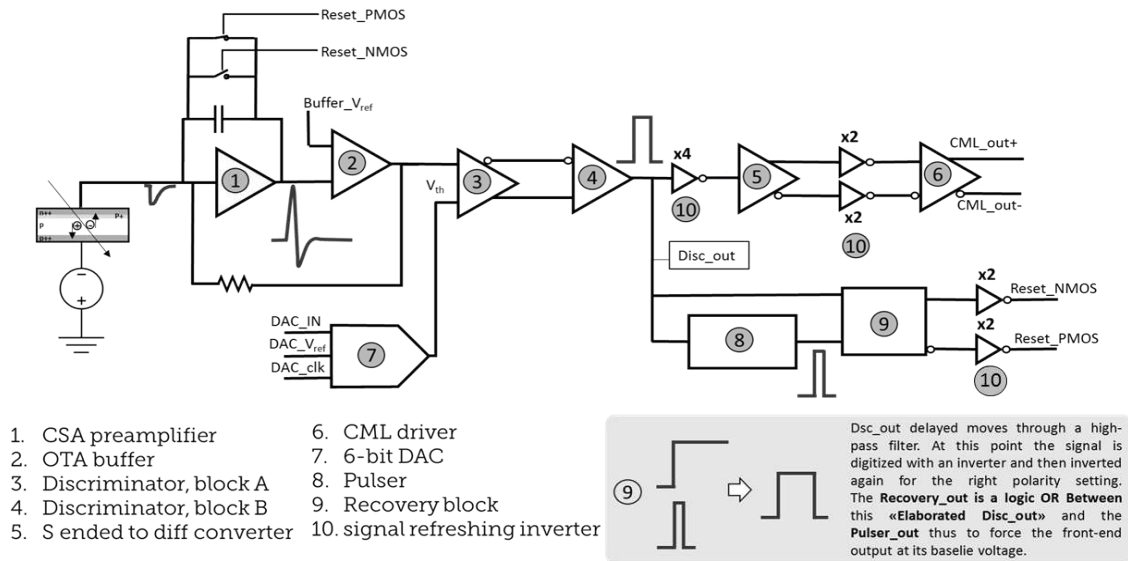 Reset_PMOS
Reset_NMOS
Buffer_Vref
x4
x2
CML_out+
1
2
3
4
5
6
Vth
CML_out-
10
x2
10
n++
P+
p
p++
Disc_out
x2
Reset_NMOS
DAC_IN
DAC_Vref
DAC_clk
7
8
9
x2
Reset_PMOS
10
1. CSA preamplifier
2. OTA buffer
3. Discriminator, block A
4. Discriminator, block B
5. S ended to diff converter
6. CML driver
7. 6-bit DAC
8. Pulser
9. Recovery block
10. signal refreshing inverter
9
Dsc_out delayed moves through a high-
pass filter. At this point the signal is
digitized with an inverter and then inverted
again for the right polarity setting.
The Recovery_out is a logic OR Between
this «Elaborated Disc_out» and the
Pulser_out thus to force the front-end
output at its baselie voltage.